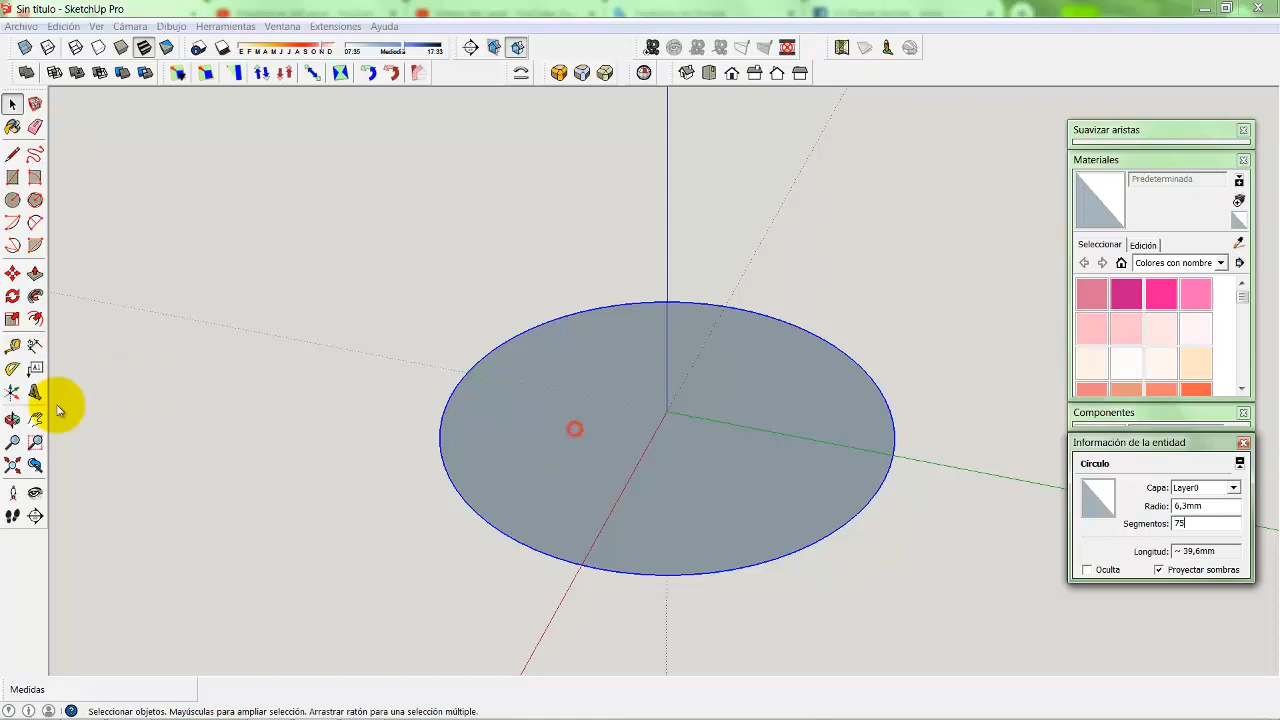 Sin título - SketchUp Pro
Archivo Edición Ver Cámara Dibujo Herramientas Ventana Extensiones Ayuda
E F M A M J J A S O N D 07:35 Mediodía 17:33
Suavizar aristas
Materiales
Predeterminada
Seleccionar Edición
Colores con nombre
Componentes
Información de la entidad
Círculo
Capa: Layer0
Radio: 6,3mm
Segmentos: 75
Longitud: ~ 39,6mm
Oculta Proyectar sombras
Medidas
Seleccionar objetos. Mayúsculas para ampliar selección. Arrastrar ratón para una selección múltiple.